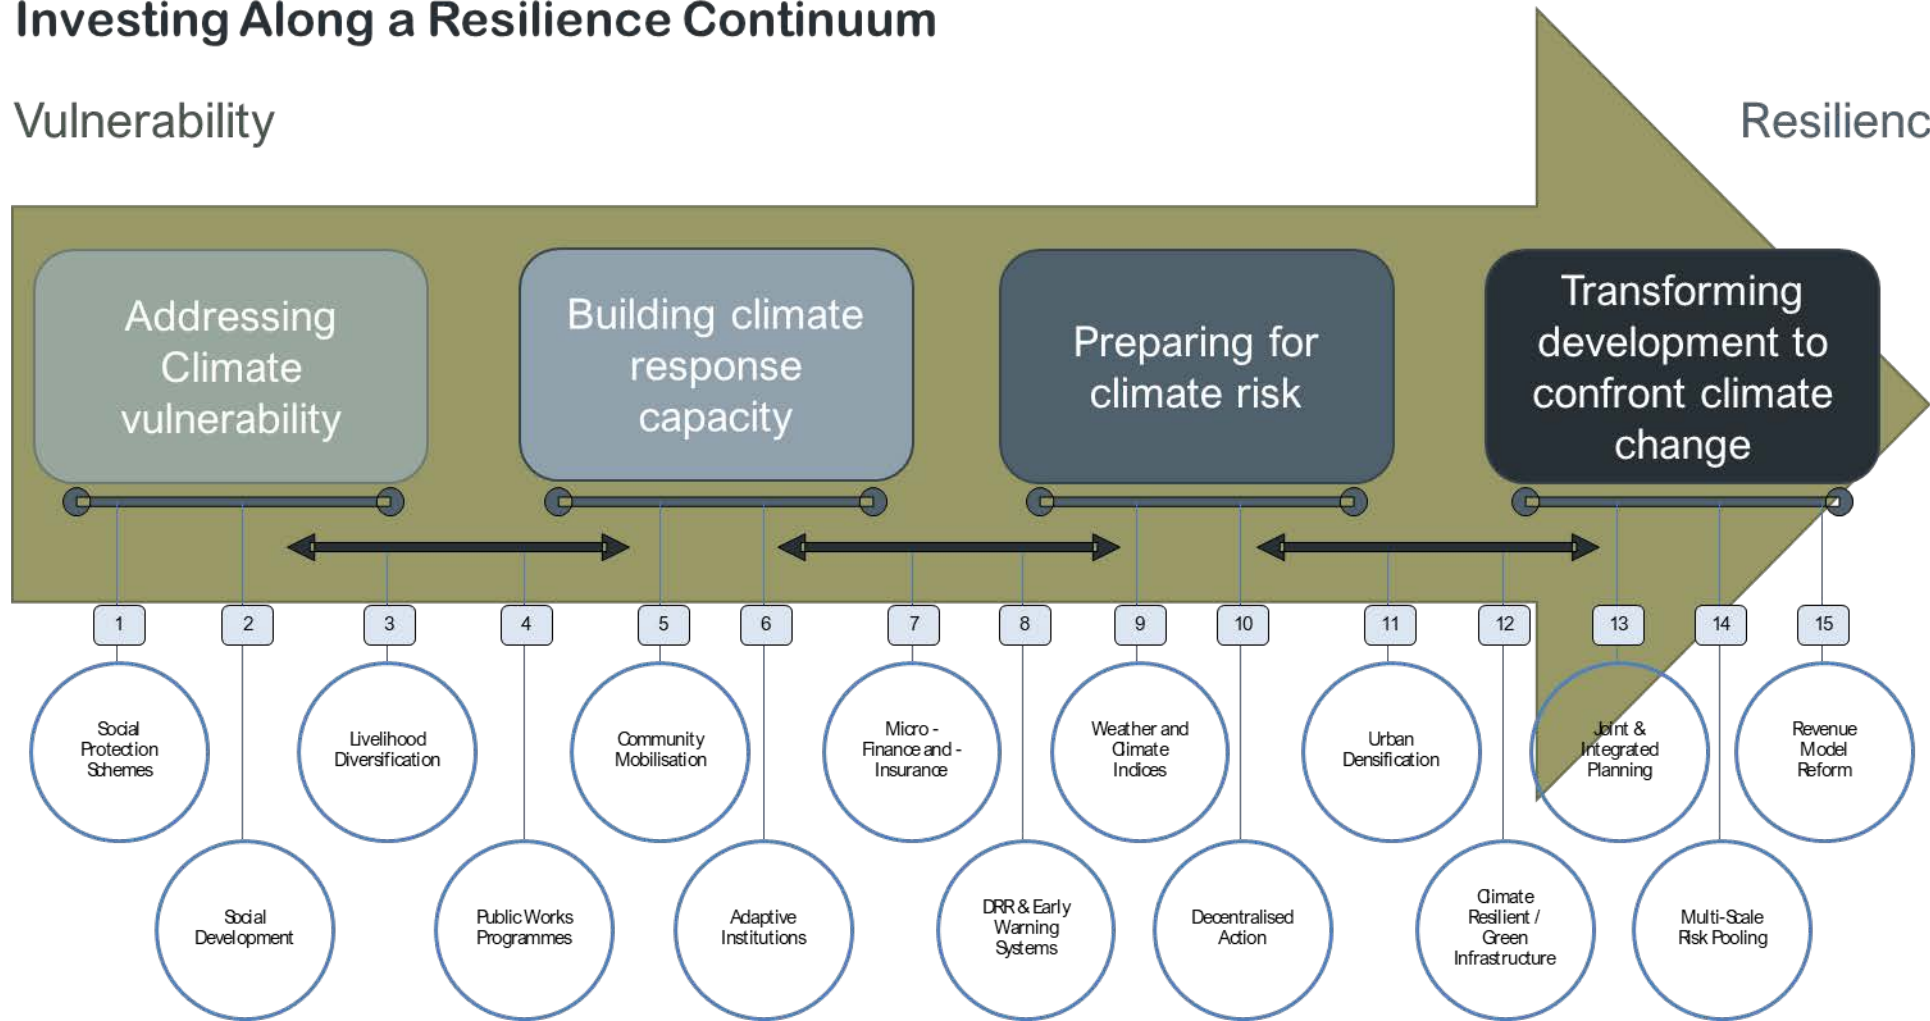 Investing Along a Resilience Continuum
Vulnerability
Resilienc
Addressing
Climate
vulnerability
Building climate
response
capacity
Preparing for
climate risk
Transforming
development to
confront climate
change
1
2
3
4
5
6
7
8
9
10
11
12
13
14
15
Social
Protection
Schemes
Livelihood
Diversification
Community
Mobilisation
Micro -
Finance and -
Insurance
Weather and
Climate
Indices
Urban
Densification
Joint &
Integrated
Planning
Revenue
Model
Reform
Social
Development
Public Works
Programmes
Adaptive
Institutions
DRR & Early
Warning
Systems
Decentralised
Action
Climate
Resilient /
Green
Infrastructure
Multi-Scale
Risk Pooling